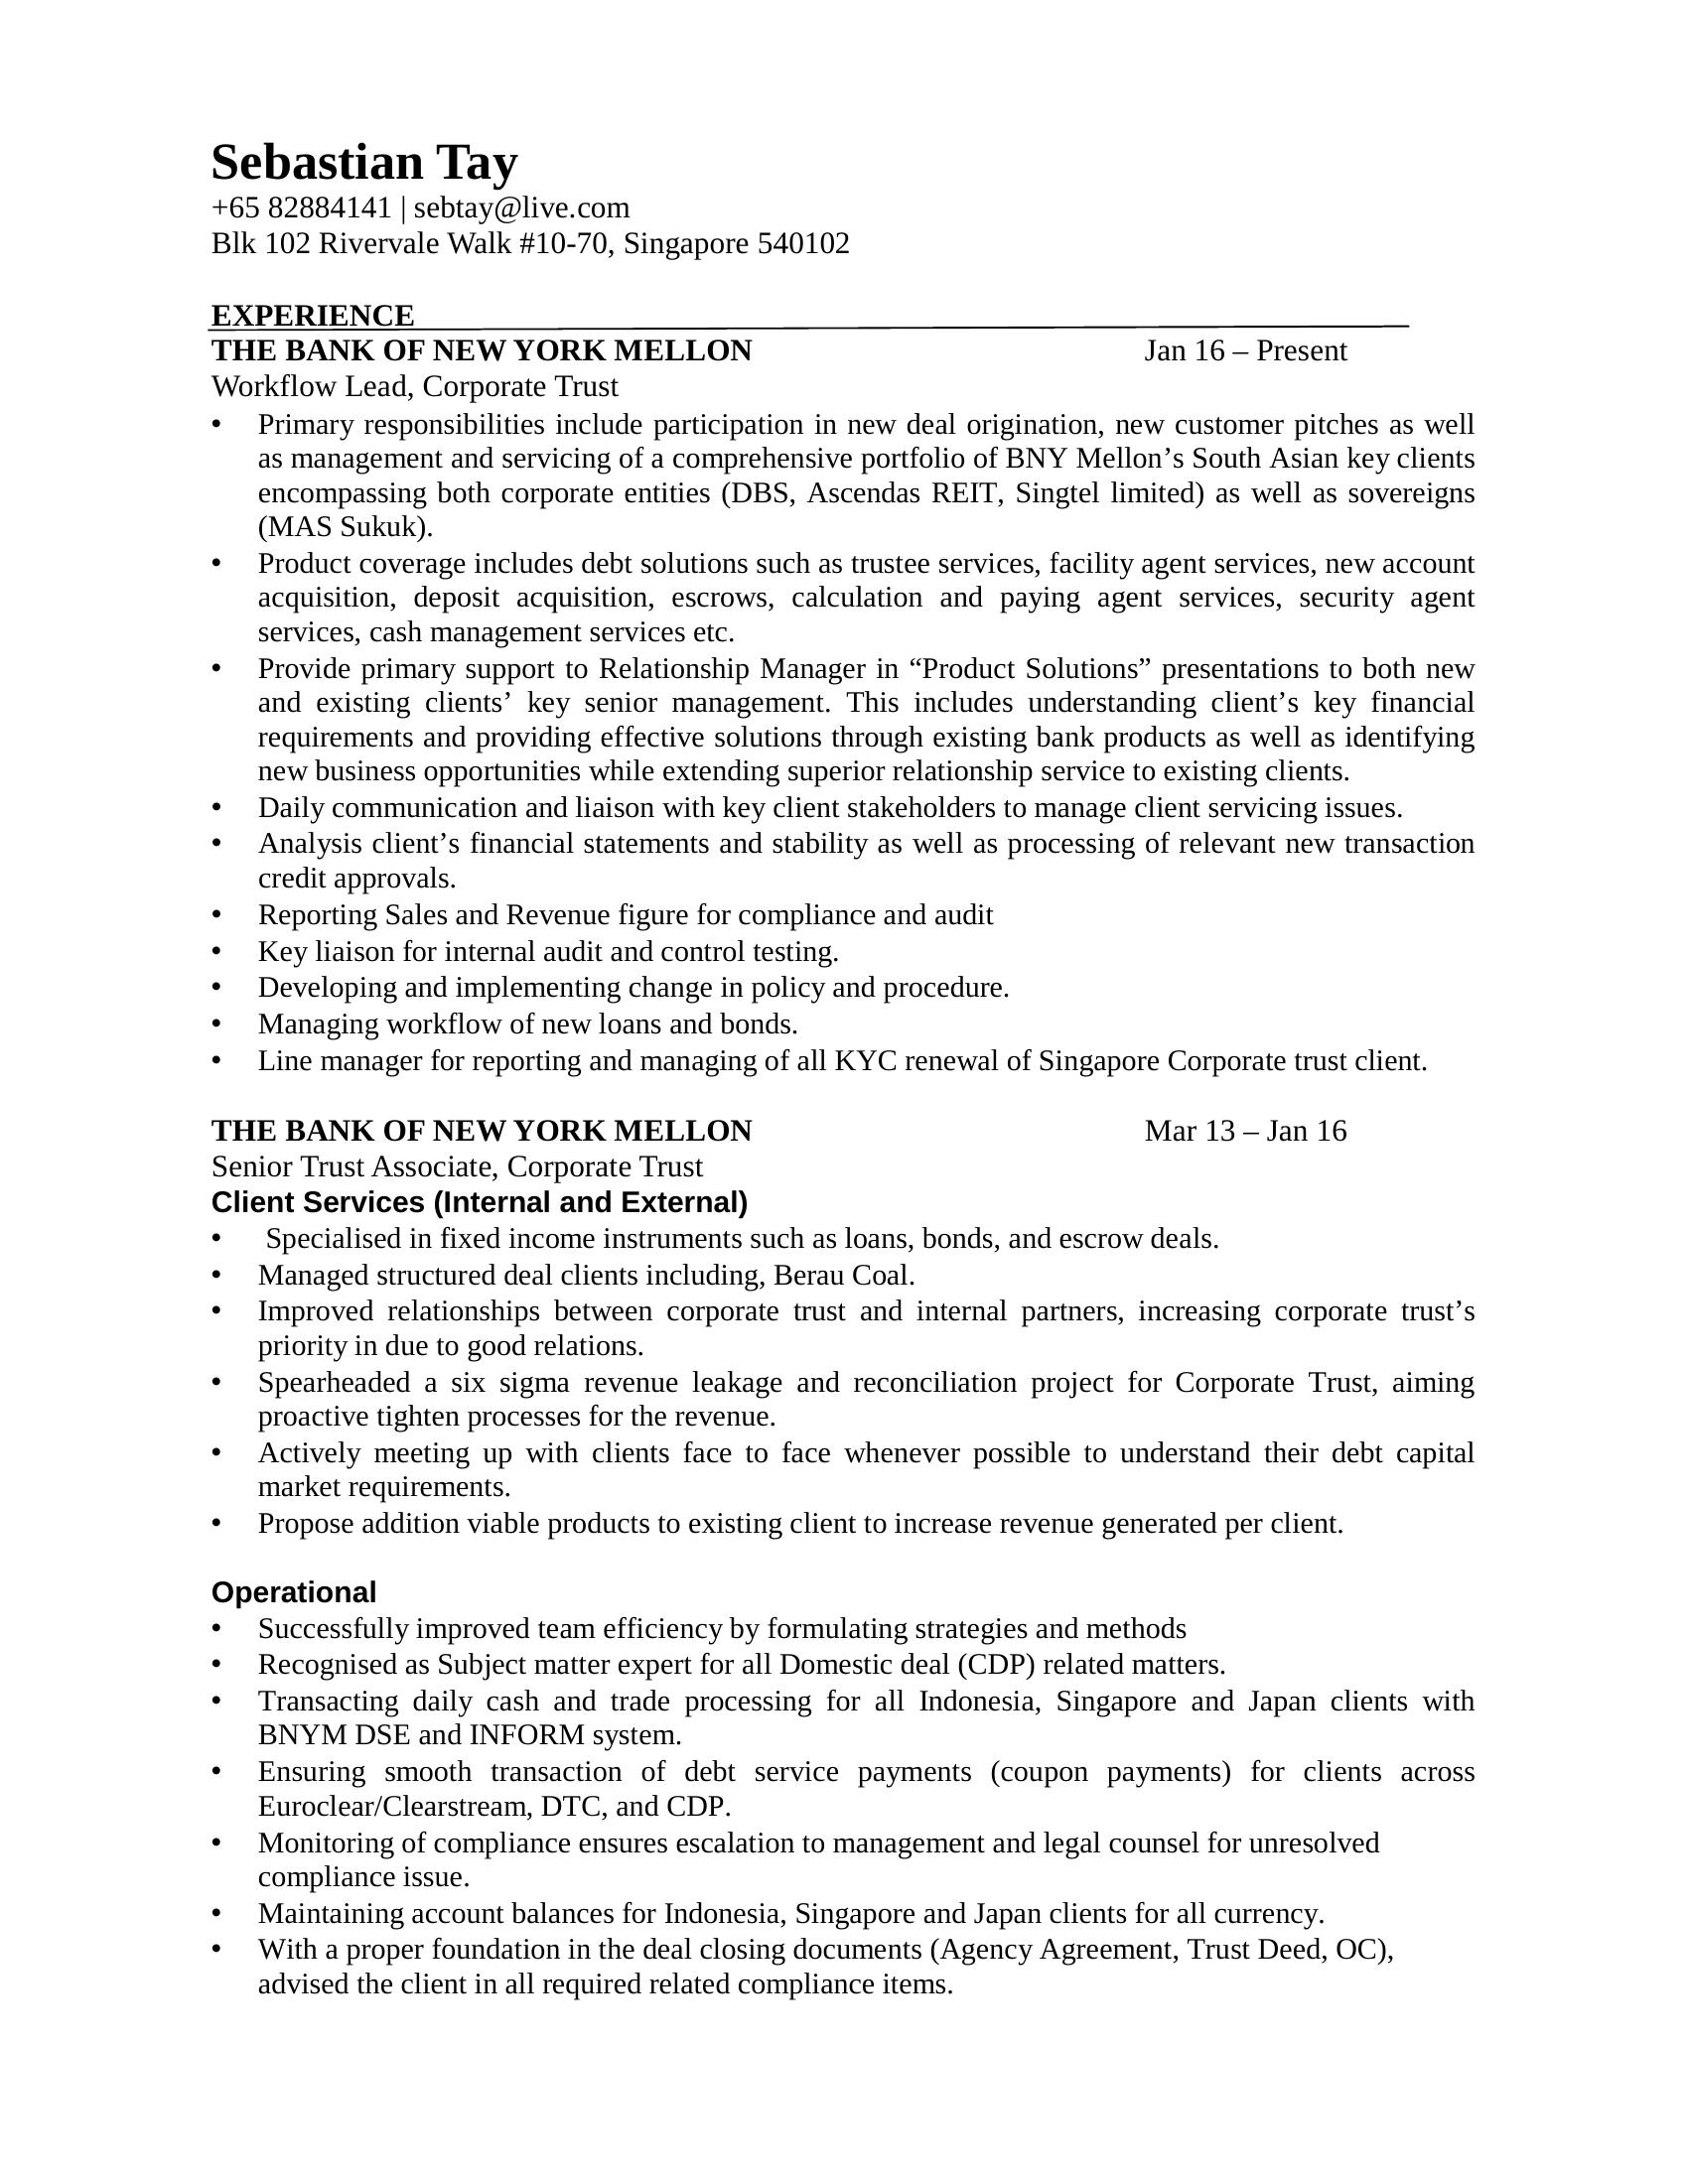 Sebastian Tay
+65 82884141 | sebtay@live.com
Blk 102 Rivervale Walk #10-70, Singapore 540102
EXPERIENCE
THE BANK OF NEW YORK MELLON Jan 16 – Present
Workflow Lead, Corporate Trust
• Primary responsibilities include participation in new deal origination, new customer pitches as well
as management and servicing of a comprehensive portfolio of BNY Mellon’s South Asian key clients
encompassing both corporate entities (DBS, Ascendas REIT, Singtel limited) as well as sovereigns
(MAS Sukuk).
• Product coverage includes debt solutions such as trustee services, facility agent services, new account
acquisition, deposit acquisition, escrows, calculation and paying agent services, security agent
services, cash management services etc.
• Provide primary support to Relationship Manager in “Product Solutions” presentations to both new
and existing clients’ key senior management. This includes understanding client’s key financial
requirements and providing effective solutions through existing bank products as well as identifying
new business opportunities while extending superior relationship service to existing clients.
• Daily communication and liaison with key client stakeholders to manage client servicing issues.
• Analysis client’s financial statements and stability as well as processing of relevant new transaction
credit approvals.
• Reporting Sales and Revenue figure for compliance and audit
• Key liaison for internal audit and control testing.
• Developing and implementing change in policy and procedure.
• Managing workflow of new loans and bonds.
• Line manager for reporting and managing of all KYC renewal of Singapore Corporate trust client.
THE BANK OF NEW YORK MELLON Mar 13 – Jan 16
Senior Trust Associate, Corporate Trust
Client Services (Internal and External)
• Specialised in fixed income instruments such as loans, bonds, and escrow deals.
• Managed structured deal clients including, Berau Coal.
• Improved relationships between corporate trust and internal partners, increasing corporate trust’s
priority in due to good relations.
• Spearheaded a six sigma revenue leakage and reconciliation project for Corporate Trust, aiming
proactive tighten processes for the revenue.
• Actively meeting up with clients face to face whenever possible to understand their debt capital
market requirements.
• Propose addition viable products to existing client to increase revenue generated per client.
Operational
• Successfully improved team efficiency by formulating strategies and methods
• Recognised as Subject matter expert for all Domestic deal (CDP) related matters.
• Transacting daily cash and trade processing for all Indonesia, Singapore and Japan clients with
BNYM DSE and INFORM system.
• Ensuring smooth transaction of debt service payments (coupon payments) for clients across
Euroclear/Clearstream, DTC, and CDP.
• Monitoring of compliance ensures escalation to management and legal counsel for unresolved
compliance issue.
• Maintaining account balances for Indonesia, Singapore and Japan clients for all currency.
• With a proper foundation in the deal closing documents (Agency Agreement, Trust Deed, OC),
advised the client in all required related compliance items.